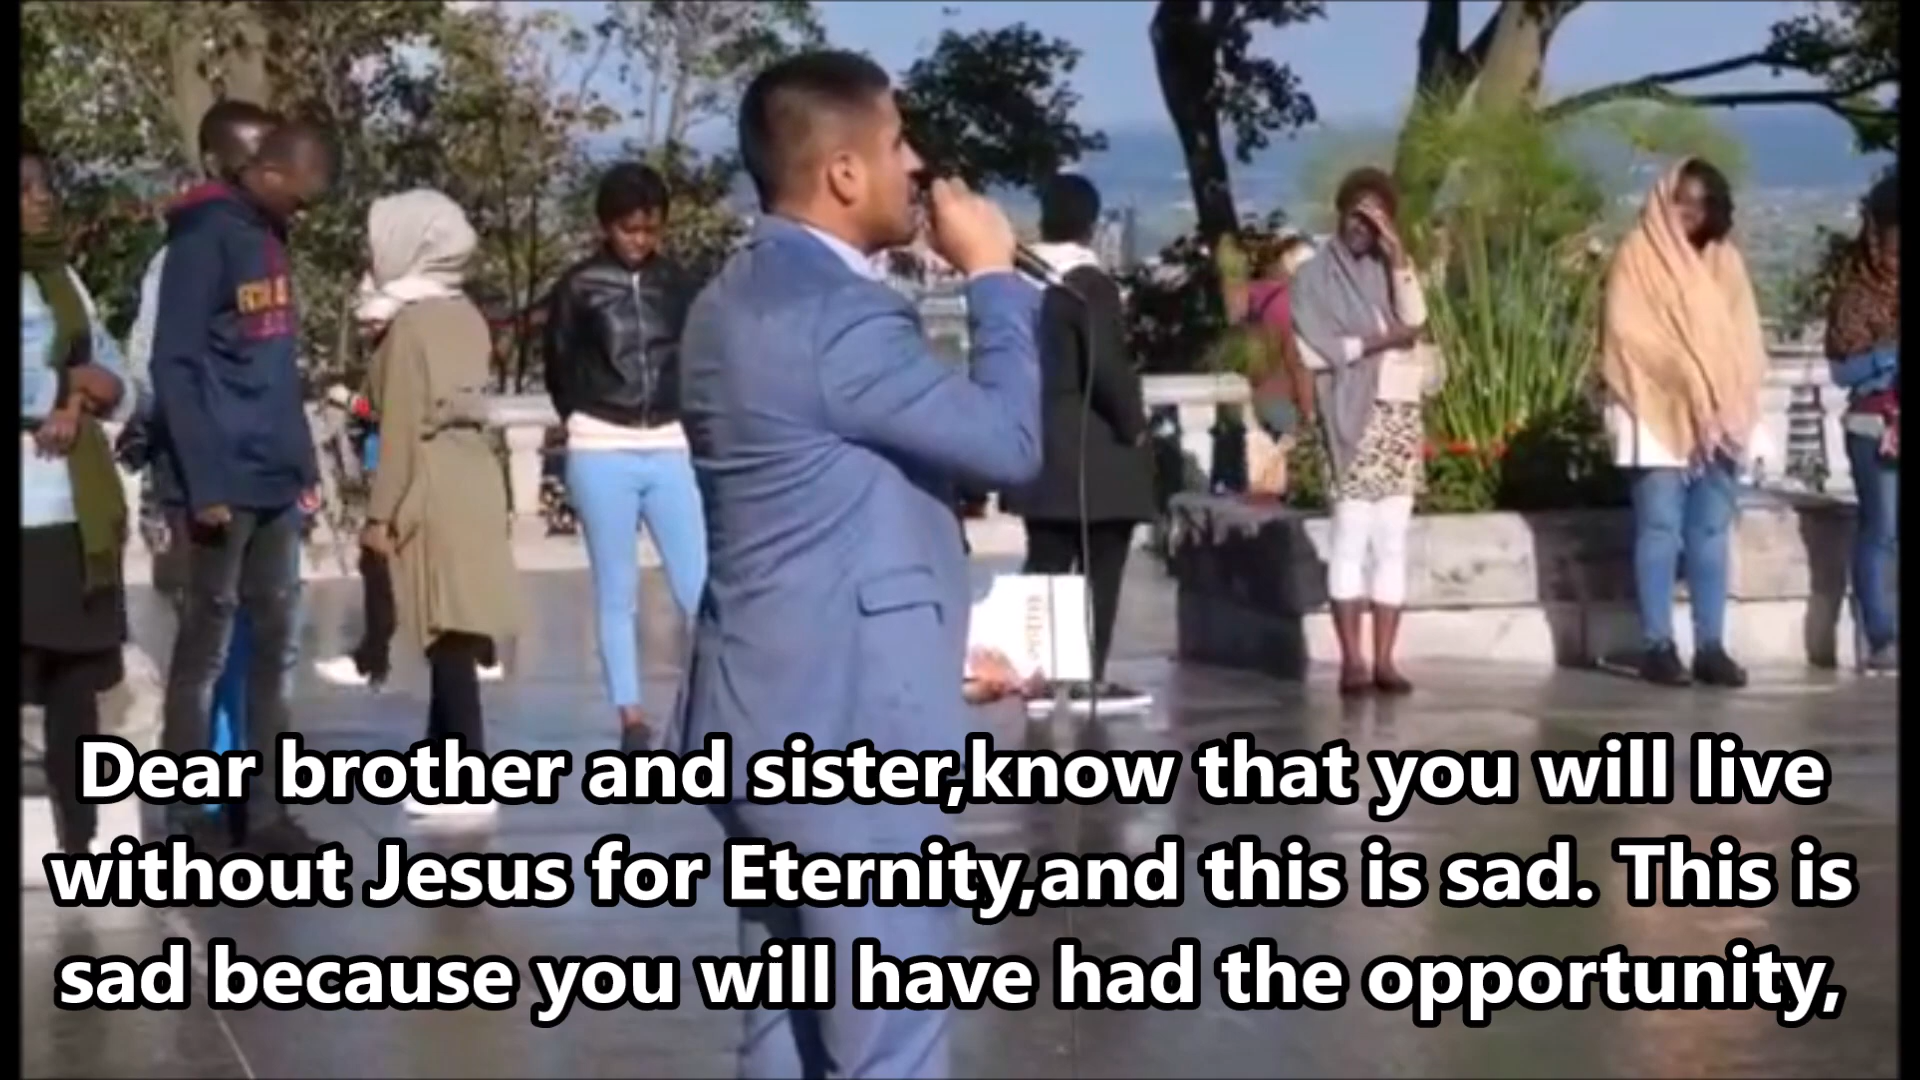 Dear brother and sister,know that you will live
without Jesus for Eternity,and this is sad. This is
sad because you will have had the opportunity,